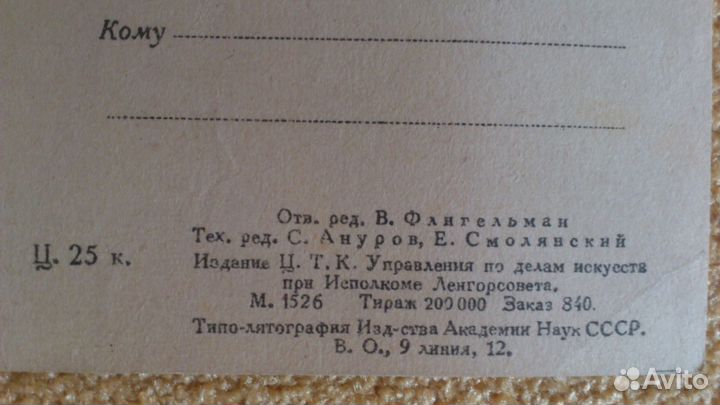 Кому
Отв. ред. В. Флигельман
Тех. ред. С. Ануров, Е. Смолянский
Ц. 25 к.
Издание Ц. Т. К. Управления по делам искусств
при Исполкоме Ленгорсовета.
М. 1526 Тираж 200 000 Заказ 840.
Типо-лятография Изд-ства Академии Наук СССР.
В. О., 9 линия, 12.
Avito